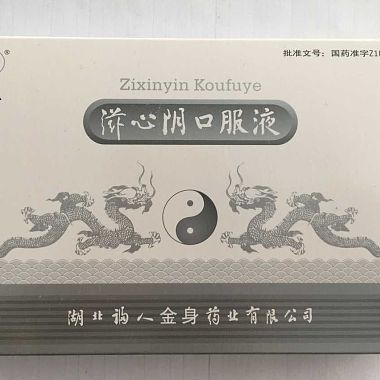 ®
批准文号：国药准字Z1
Zixinyin Koufuye
滋心阴口服液
湖北福人金身药业有限公司